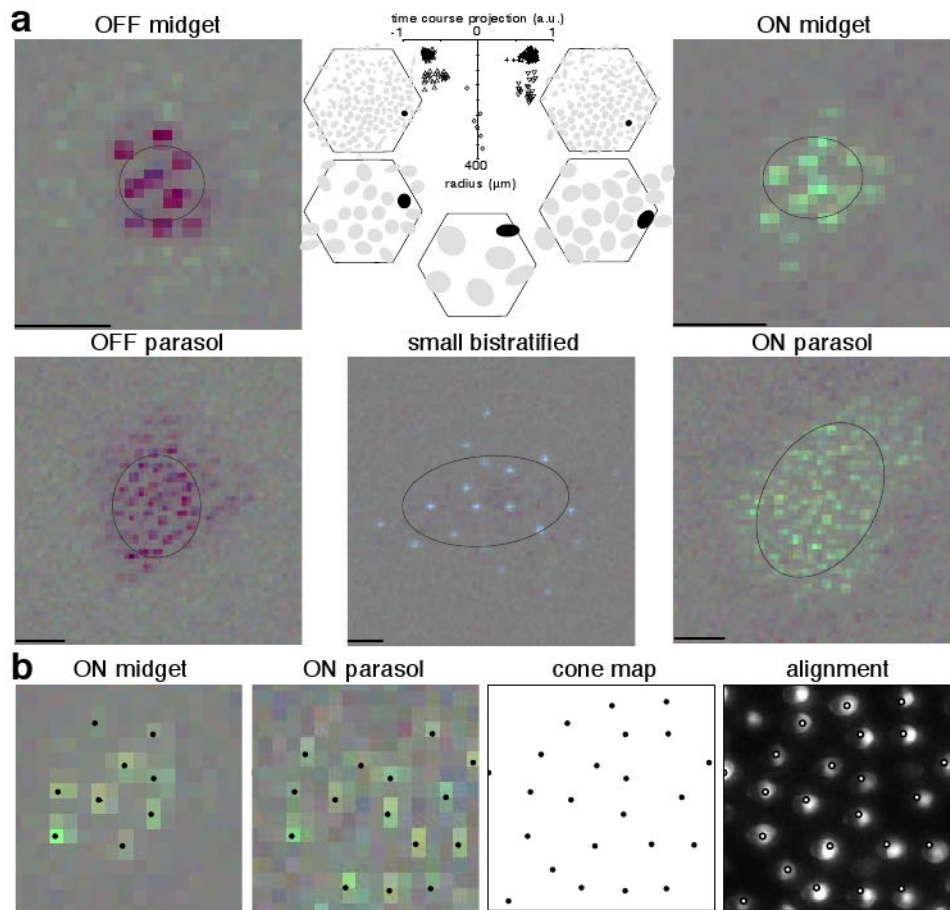 a
OFF midget
time course projection (a.u.)
-1 0 1
400
radius (μm)
ON midget
OFF parasol
small bistratified
ON parasol
b
ON midget
ON parasol
cone map
alignment